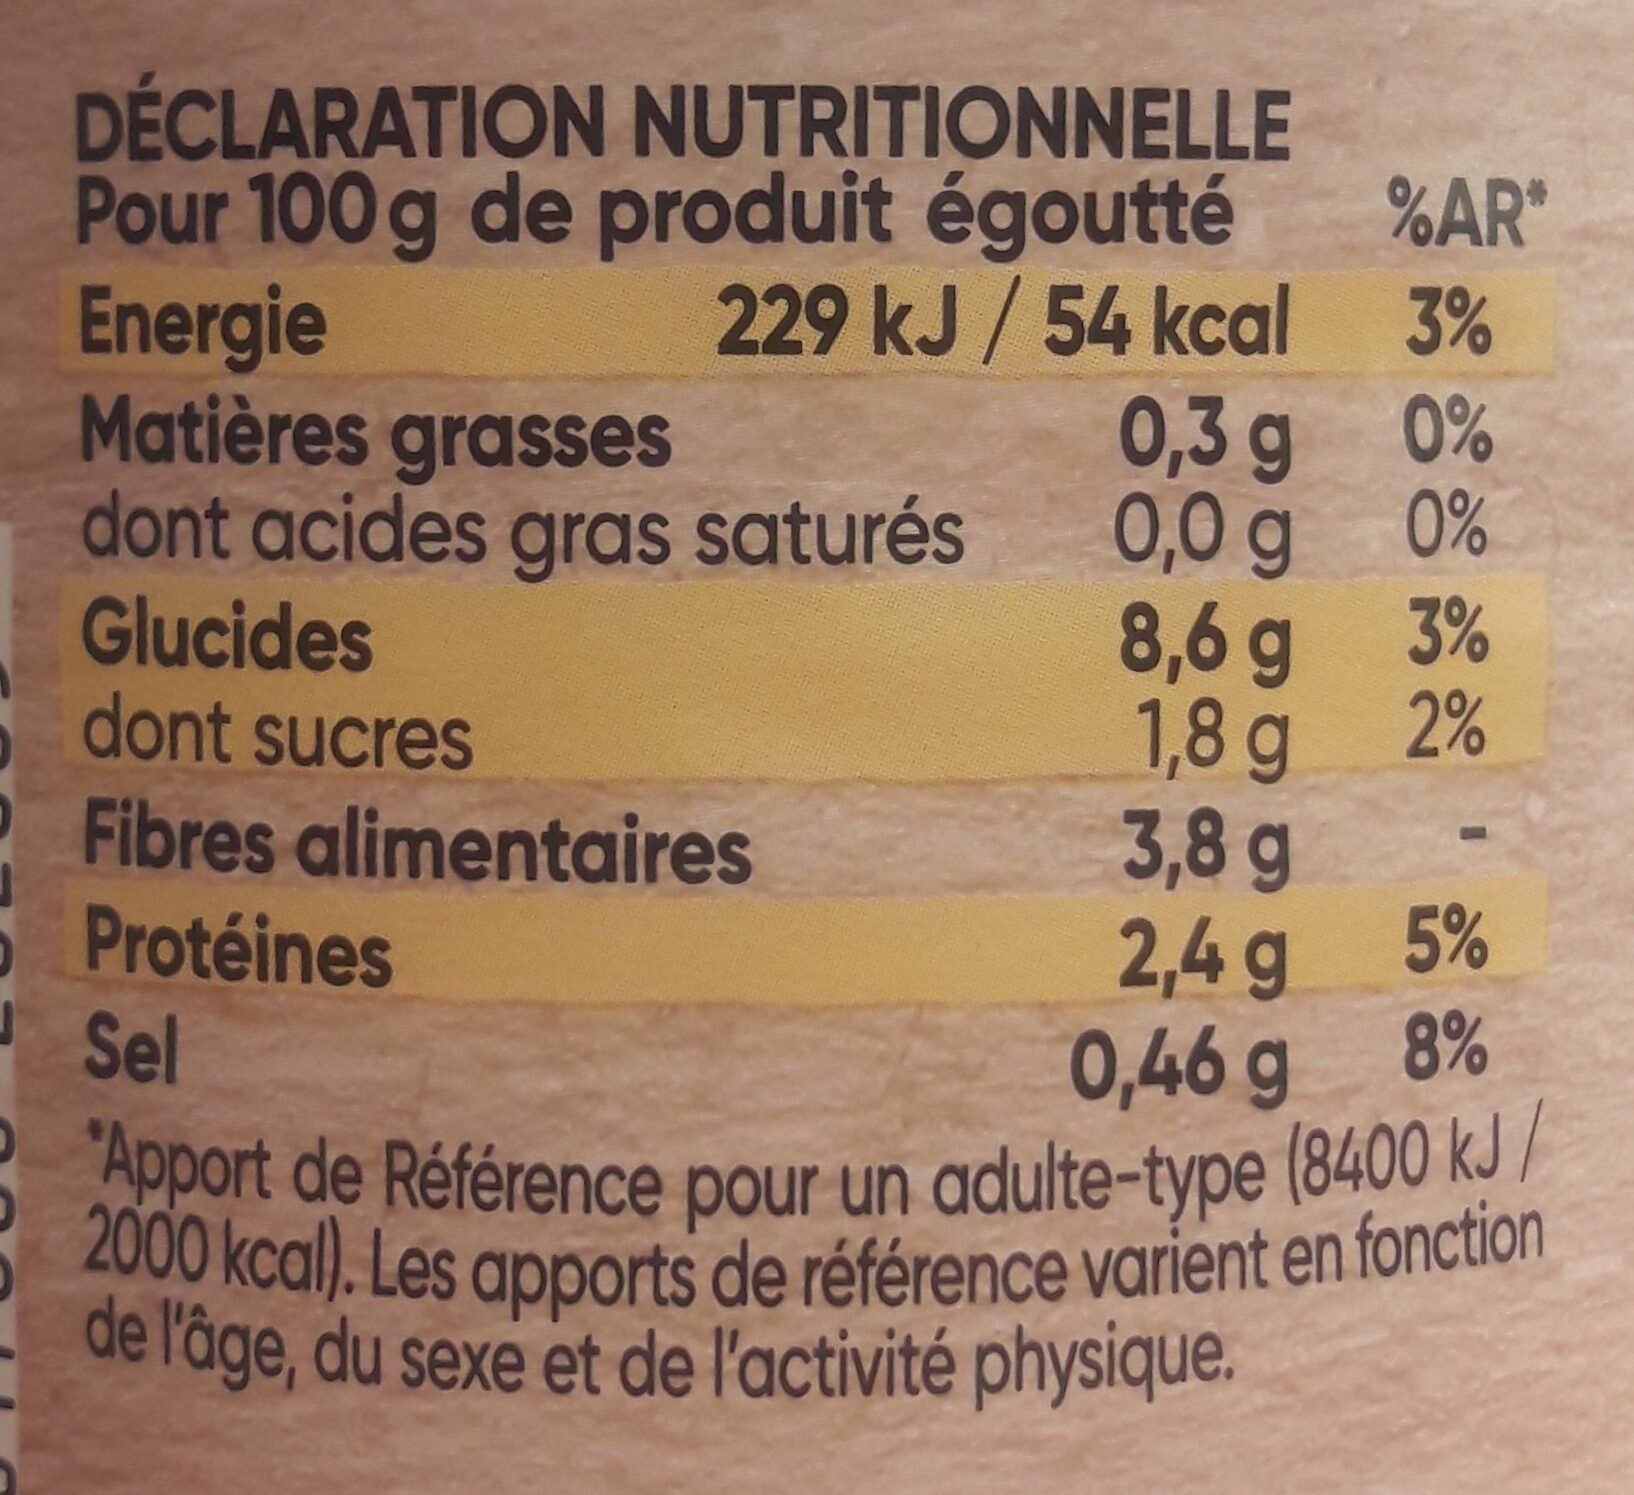 DÉCLARATION NUTRITIONNELLE
Pour 100g de produit égoutté %AR*
Energie 229 kJ / 54 kcal 3%
Matières grasses 0,3 g 0%
dont acides gras saturés 0,0 g 0%
Glucides 8,6 g 3%
dont sucres 1,8 g 2%
Fibres alimentaires 3,8 g -
Protéines 2,4 g 5%
Sel 0,46 g 8%
*Apport de Référence pour un adulte-type (8400 kJ /
2000 kcal). Les apports de référence varient en fonction
de l'âge, du sexe et de l'activité physique.